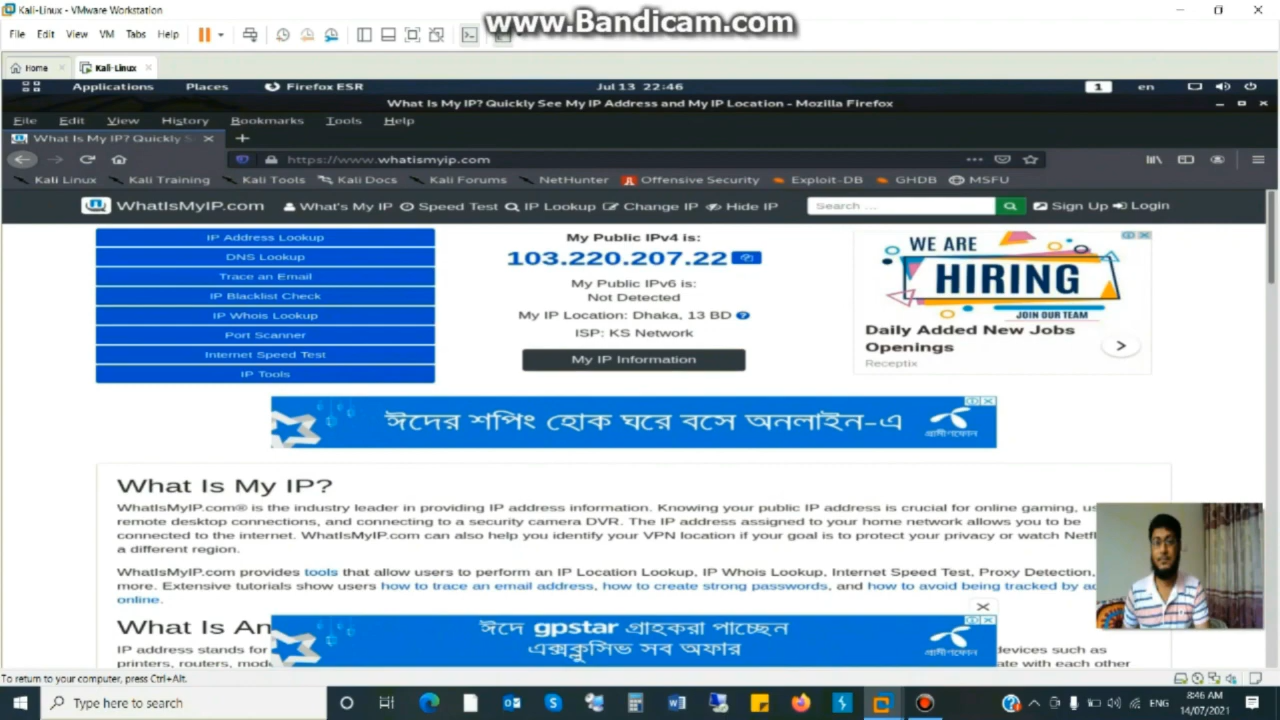 Kali-Linux - VMware Workstation
www.Bandicam.com
File Edit View VM Tabs Help
Home
Kali-Linux
Applications Places Firefox ESR Jul 13 22:46 1 en
What Is My IP? Quickly See My IP Address and My IP Location - Mozilla Firefox
File Edit View History Bookmarks Tools Help
What Is My IP? Quickly S
https://www.whatismyip.com
Kali Linux Kali Training Kali Tools Kali Docs Kali Forums NetHunter Offensive Security Exploit-DB GHDB MSFU
WhatIsMyIP.com What's My IP Speed Test IP Lookup Change IP Hide IP Search ... Sign Up Login
IP Address Lookup
DNS Lookup
Trace an Email
IP Blacklist Check
IP Whois Lookup
Port Scanner
Internet Speed Test
IP Tools
My Public IPv4 is:
103.220.207.22
My Public IPv6 is:
Not Detected
My IP Location: Dhaka, 13 BD
ISP: KS Network
My IP Information
WE ARE
HIRING
JOIN OUR TEAM
Daily Added New Jobs
Openings
Receptix
ঈদের শপিং হোক ঘরে বসে অনলাইন-এ
গ্রামীণফোন
What Is My IP?
WhatIsMyIP.com® is the industry leader in providing IP address information. Knowing your public IP address is crucial for online gaming,
remote desktop connections, and connecting to a security camera DVR. The IP address assigned to your home network allows you to be
connected to the internet. WhatIsMyIP.com can also help you identify your VPN location if your goal is to protect your privacy or watch Netfl
a different region.
WhatIsMyIP.com provides tools that allow users to perform an IP Location Lookup, IP Whois Lookup, Internet Speed Test, Proxy Detection,
more. Extensive tutorials show users how to trace an email address, how to create strong passwords, and how to avoid being tracked by
online.
What Is An
ঈদে gpstar গ্রাহকরা পাচ্ছেন
এক্সক্লুসিভ সব অফার
গ্রামীণফোন
IP address stands for devices such as
printers, routers, mod ate with each other
To return to your computer, press Ctrl+Alt.
Type here to search
ENG
8:46 AM
14/07/2021